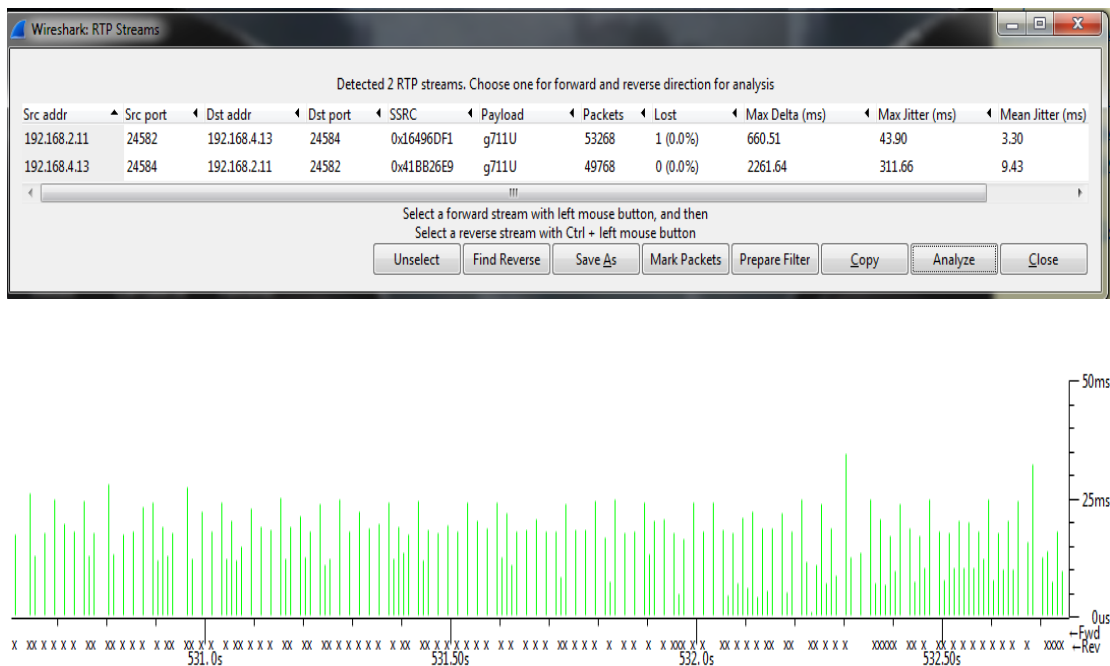 Wireshark: RTP Streams
Detected 2 RTP streams. Choose one for forward and reverse direction for analysis
Src addr Src port Dst addr Dst port SSRC Payload Packets Lost Max Delta (ms) Max Jitter (ms) Mean Jitter (ms)
192.168.2.11 24582 192.168.4.13 24584 0x16496DF1 g711U 53268 1 (0.0%) 660.51 43.90 3.30
192.168.4.13 24584 192.168.2.11 24582 0x41BB26E9 g711U 49768 0 (0.0%) 2261.64 311.66 9.43
Select a forward stream with left mouse button, and then
Select a reverse stream with Ctrl + left mouse button
Unselect Find Reverse Save As Mark Packets Prepare Filter Copy Analyze Close
50ms
25ms
0us
←Fwd
←Rev
531.0s 531.50s 532.0s 532.50s